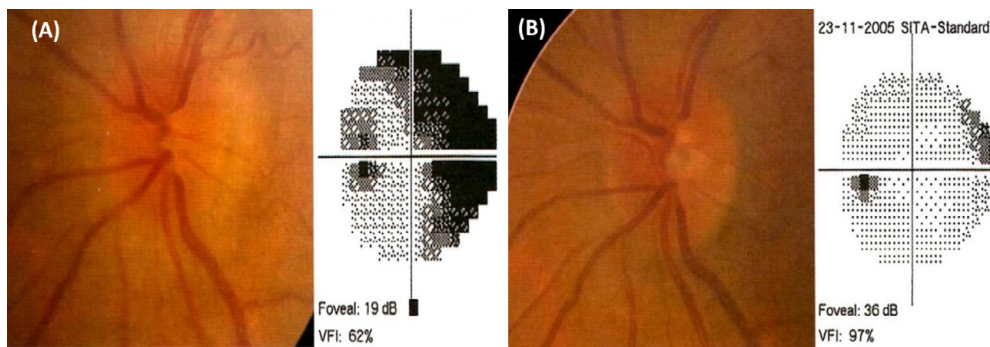 (A)
Foveal: 19 dB
VFI: 62%
(B)
23-11-2005 SITA-Standard
Foveal: 36 dB
VFI: 97%